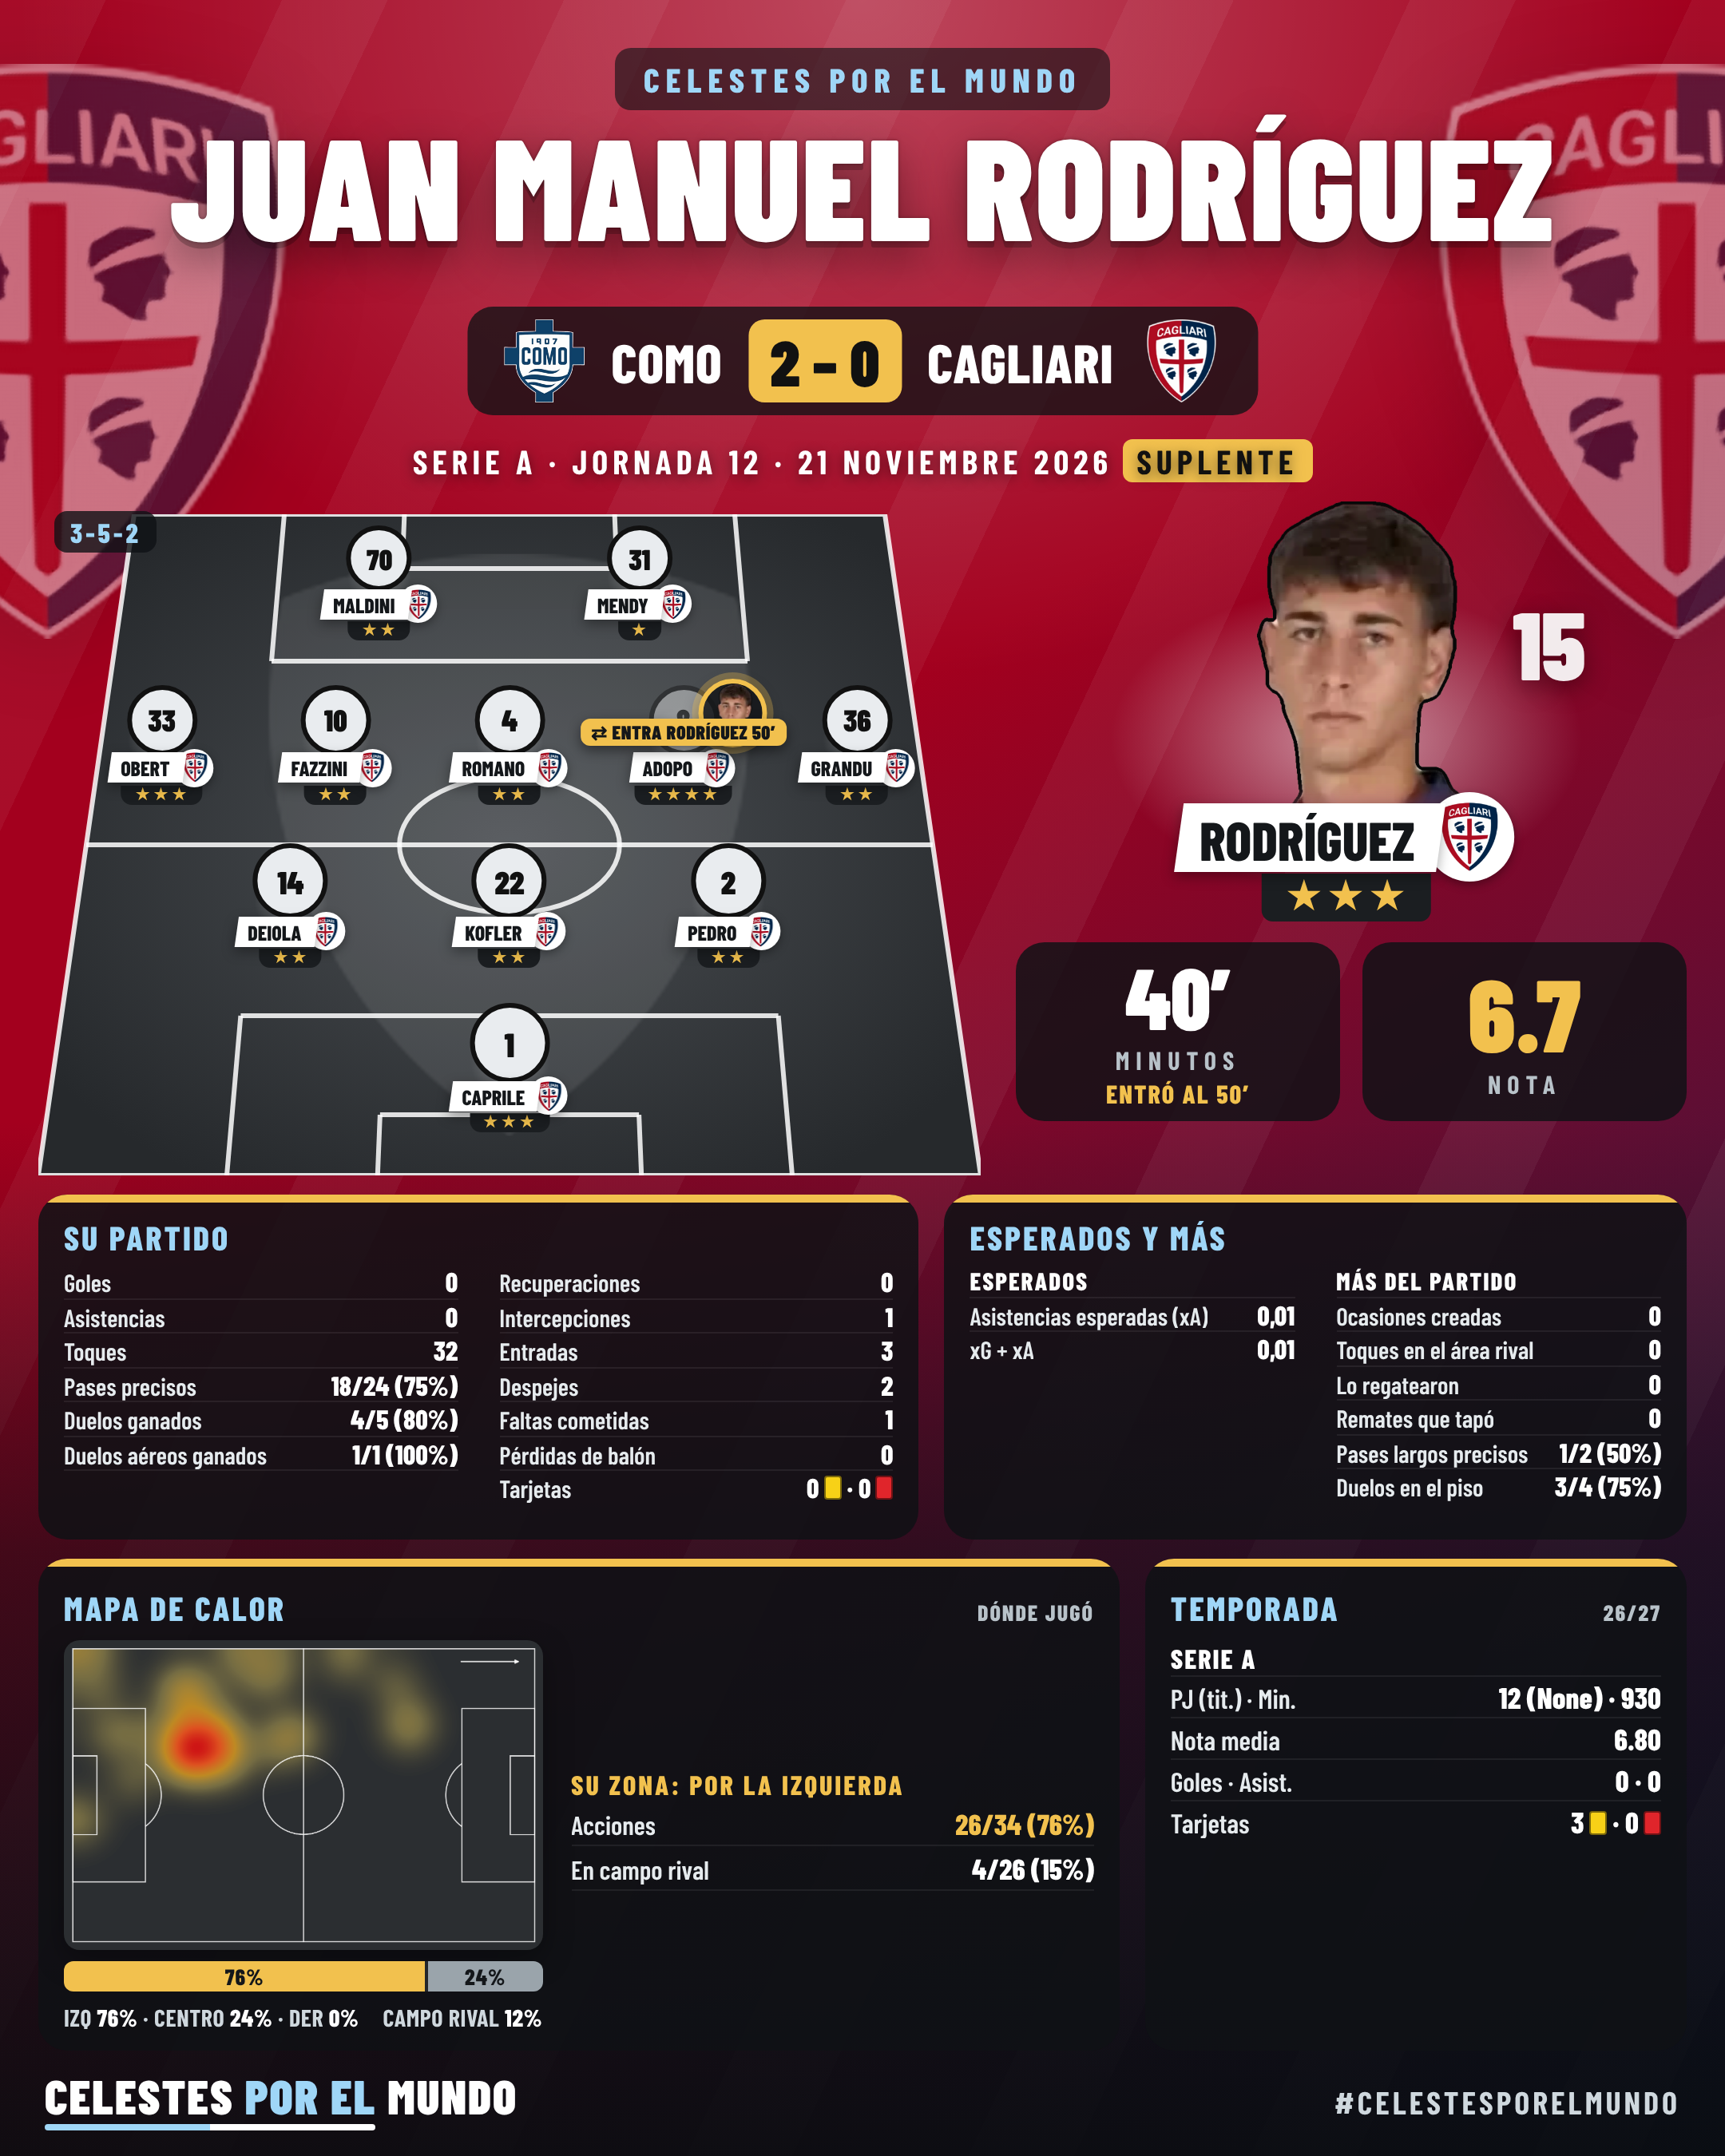 CELESTES POR EL MUNDO
JUAN MANUEL RODRÍGUEZ
1907 COMO
COMO 2 – 0 CAGLIARI
CAGLIARI
SERIE A · JORNADA 12 · 21 NOVIEMBRE 2026 SUPLENTE
3-5-2
70
MALDINI
★★
31
MENDY
★
33
OBERT
★★★
10
FAZZINI
★★
4
ROMANO
★★
⇄ ENTRA RODRÍGUEZ 50’
ADOPO
★★★★
36
GRANDU
★★
14
DEIOLA
★★
22
KOFLER
★★
2
PEDRO
★★
1
CAPRILE
★★★
15
RODRÍGUEZ
CAGLIARI
★★★
40’
MINUTOS
ENTRÓ AL 50’
6.7
NOTA
SU PARTIDO
Goles 0
Asistencias 0
Toques 32
Pases precisos 18/24 (75%)
Duelos ganados 4/5 (80%)
Duelos aéreos ganados 1/1 (100%)
Recuperaciones 0
Intercepciones 1
Entradas 3
Despejes 2
Faltas cometidas 1
Pérdidas de balón 0
Tarjetas 0 · 0
ESPERADOS Y MÁS
ESPERADOS
Asistencias esperadas (xA) 0,01
xG + xA 0,01
MÁS DEL PARTIDO
Ocasiones creadas 0
Toques en el área rival 0
Lo regatearon 0
Remates que tapó 0
Pases largos precisos 1/2 (50%)
Duelos en el piso 3/4 (75%)
MAPA DE CALOR
DÓNDE JUGÓ
SU ZONA: POR LA IZQUIERDA
Acciones 26/34 (76%)
En campo rival 4/26 (15%)
76% 24%
IZQ 76% · CENTRO 24% · DER 0% CAMPO RIVAL 12%
TEMPORADA
26/27
SERIE A
PJ (tit.) · Min. 12 (None) · 930
Nota media 6.80
Goles · Asist. 0 · 0
Tarjetas 3 · 0
CELESTES POR EL MUNDO
#CELESTESPORELMUNDO